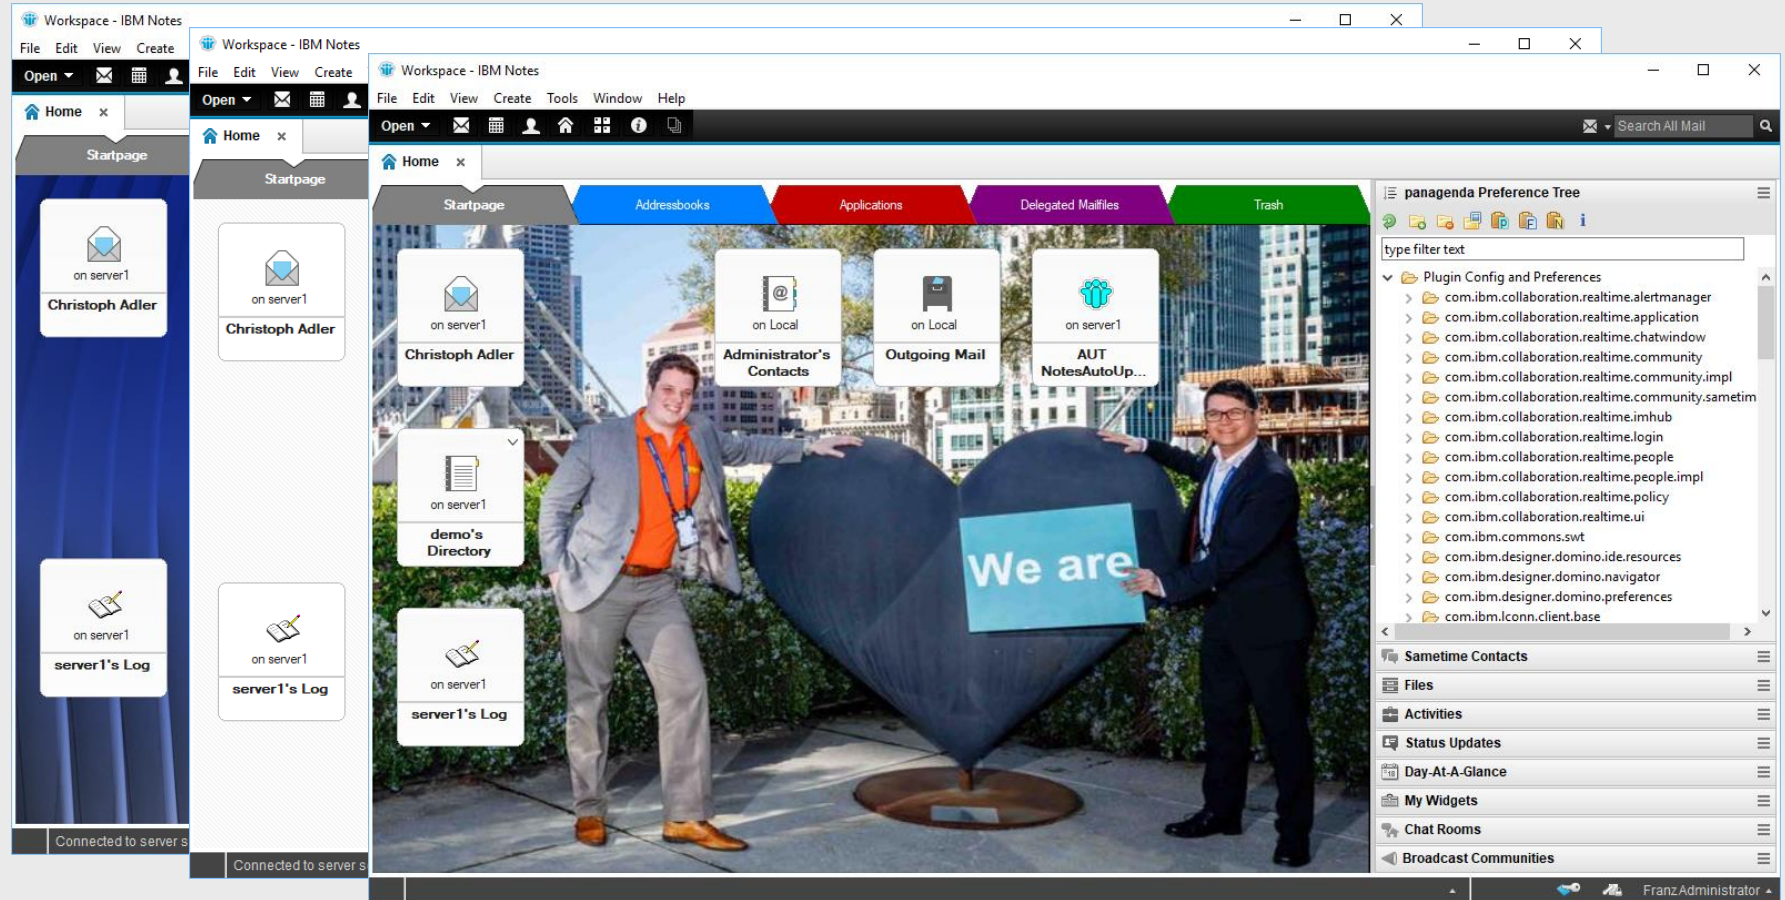 Workspace - IBM Notes
File Edit View Create
Open
Home x
Startpage
on server1
Christoph Adler
on server1
server1's Log
Connected to server s
Workspace - IBM Notes
File Edit View Create
Open
Home x
Startpage
on server1
Christoph Adler
on server1
server1's Log
Connected to server s
Workspace - IBM Notes
File Edit View Create Tools Window Help
Open
Search All Mail
Home x
Startpage Addressbooks Applications Delegated Mailfiles Trash
on server1
Christoph Adler
on Local
Administrator's
Contacts
on Local
Outgoing Mail
on server1
AUT
NotesAutoUp...
on server1
demo's
Directory
on server1
server1's Log
We are
panagenda Preference Tree
type filter text
Plugin Config and Preferences
com.ibm.collaboration.realtime.alertmanager
com.ibm.collaboration.realtime.application
com.ibm.collaboration.realtime.chatwindow
com.ibm.collaboration.realtime.community
com.ibm.collaboration.realtime.community.impl
com.ibm.collaboration.realtime.community.sametim
com.ibm.collaboration.realtime.imhub
com.ibm.collaboration.realtime.login
com.ibm.collaboration.realtime.people
com.ibm.collaboration.realtime.people.impl
com.ibm.collaboration.realtime.policy
com.ibm.collaboration.realtime.ui
com.ibm.commons.swt
com.ibm.designer.domino.ide.resources
com.ibm.designer.domino.navigator
com.ibm.designer.domino.preferences
com.ibm.lconn.client.base
Sametime Contacts
Files
Activities
Status Updates
Day-At-A-Glance
My Widgets
Chat Rooms
Broadcast Communities
FranzAdministrator